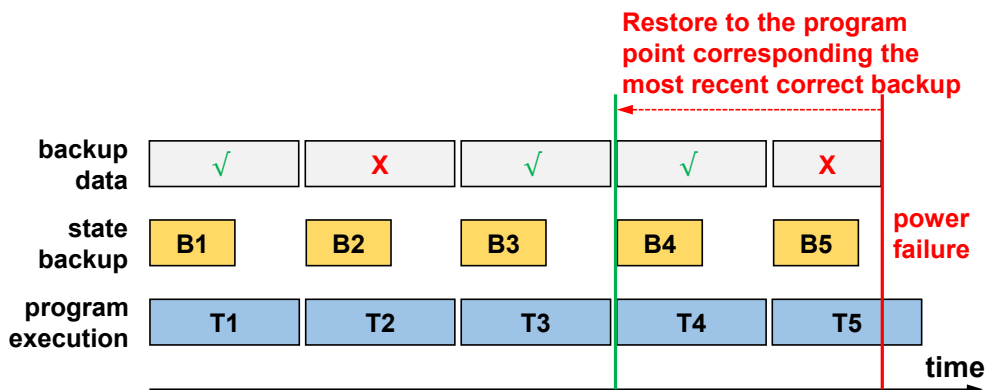 Restore to the program
point corresponding the
most recent correct backup
backup
data
√ X √ √ X
state
backup
B1 B2 B3 B4 B5
power
failure
program
execution
T1 T2 T3 T4 T5
time